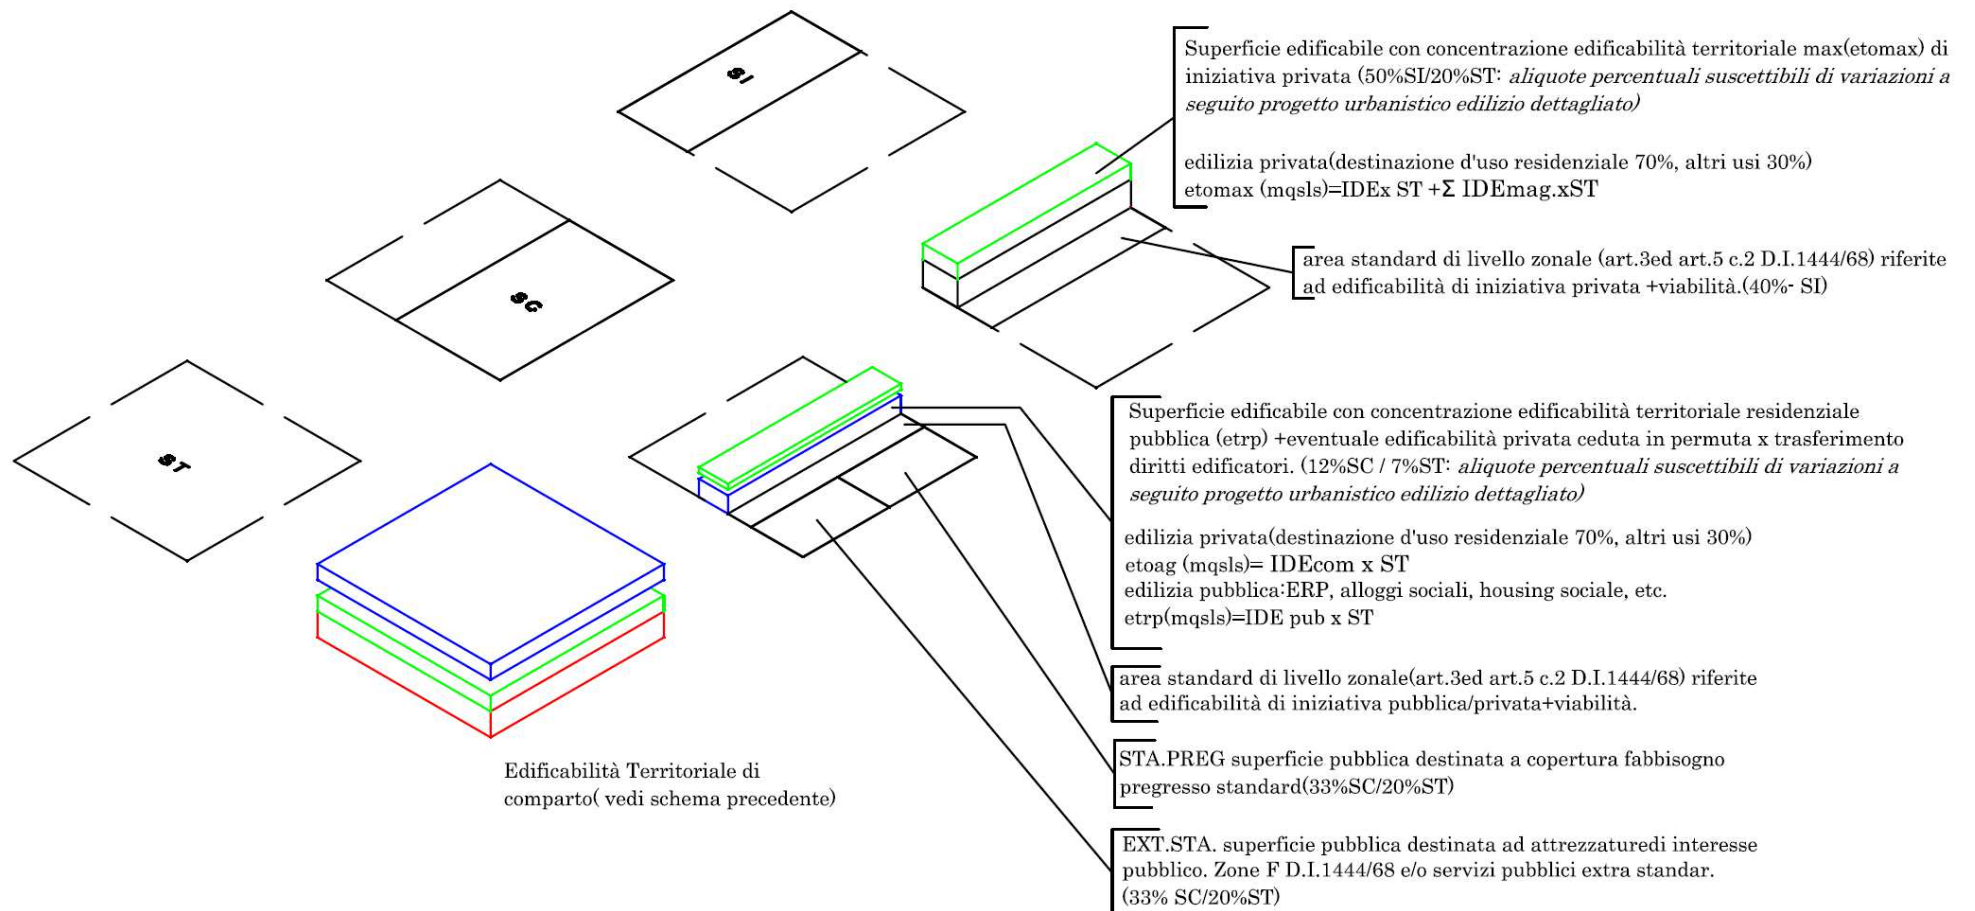 SI
SC
ST
Superficie edificabile con concentrazione edificabilità territoriale max(etomax) di
iniziativa privata (50%SI/20%ST: aliquote percentuali suscettibili di variazioni a
seguito progetto urbanistico edilizio dettagliato)
edilizia privata(destinazione d'uso residenziale 70%, altri usi 30%)
etomax (mqsls)=IDEx ST +Σ IDEmag.xST
area standard di livello zonale (art.3ed art.5 c.2 D.I.1444/68) riferite
ad edificabilità di iniziativa privata +viabilità.(40%- SI)
Superficie edificabile con concentrazione edificabilità territoriale residenziale
pubblica (etrp) +eventuale edificabilità privata ceduta in permuta x trasferimento
diritti edificatori. (12%SC / 7%ST: aliquote percentuali suscettibili di variazioni a
seguito progetto urbanistico edilizio dettagliato)
edilizia privata(destinazione d'uso residenziale 70%, altri usi 30%)
etoag (mqsls)= IDEcom x ST
edilizia pubblica:ERP, alloggi sociali, housing sociale, etc.
etrp(mqsls)=IDE pub x ST
area standard di livello zonale(art.3ed art.5 c.2 D.I.1444/68) riferite
ad edificabilità di iniziativa pubblica/privata+viabilità.
STA.PREG superficie pubblica destinata a copertura fabbisogno
pregresso standard(33%SC/20%ST)
EXT.STA. superficie pubblica destinata ad attrezzaturedi interesse
pubblico. Zone F D.I.1444/68 e/o servizi pubblici extra standar.
(33% SC/20%ST)
Edificabilità Territoriale di
comparto( vedi schema precedente)